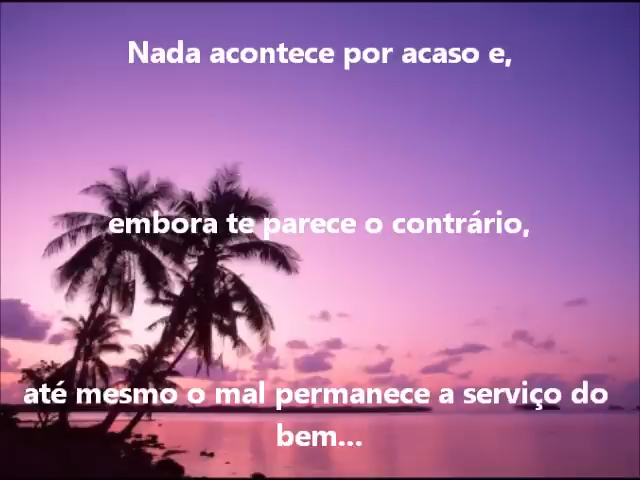 Nada acontece por acaso e,
embora te parece o contrário,
até mesmo o mal permanece a serviço do
bem...